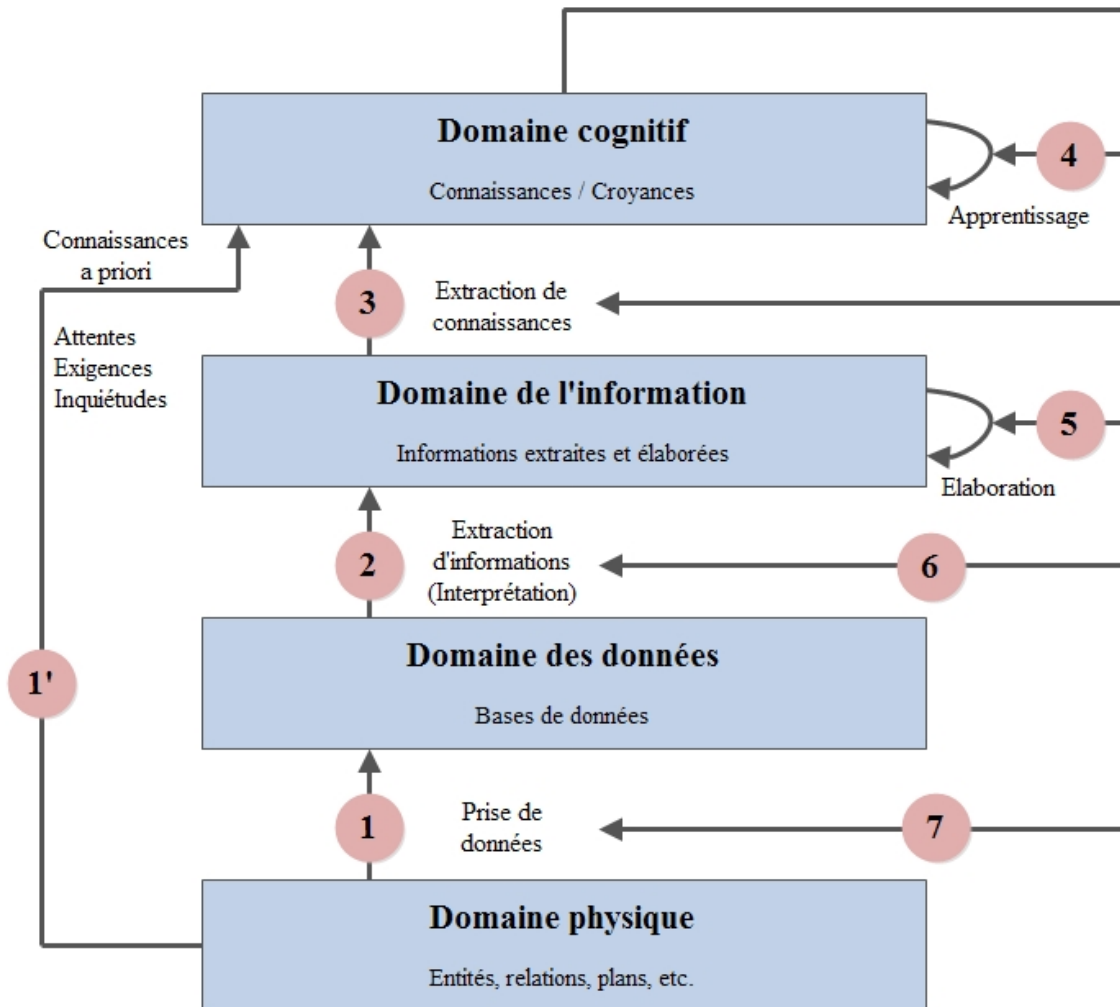 Domaine cognitif
Connaissances / Croyances
4
Apprentissage
Connaissances
a priori
3
Extraction de
connaissances
Attentes
Exigences
Inquiétudes
Domaine de l'information
Informations extraites et élaborées
5
Elaboration
2
Extraction
d'informations
(Interprétation)
6
Domaine des données
Bases de données
1'
1
Prise de
données
7
Domaine physique
Entités, relations, plans, etc.